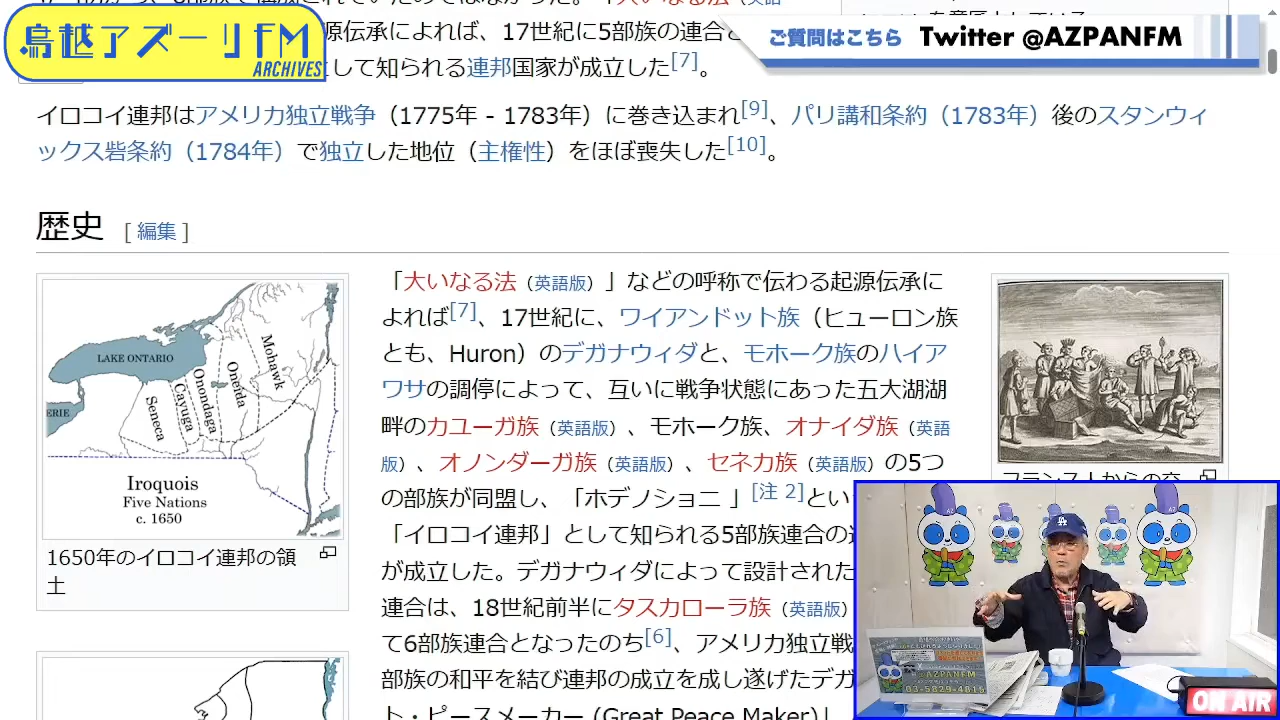 鳥越アズーリFM
ARCHIVES
ご質問はこちら Twitter @AZPANFM
源伝承によれば、17世紀に5部族の連合と
して知られる連邦国家が成立した[7]。
イロコイ連邦はアメリカ独立戦争（1775年 - 1783年）に巻き込まれ[9]、パリ講和条約（1783年）後のスタンウィ
ックス砦条約（1784年）で独立した地位（主権性）をほぼ喪失した[10]。
歴史 [ 編集 ]
「大いなる法（英語版）」などの呼称で伝わる起源伝承に
よれば[7]、17世紀に、ワイアンドット族（ヒューロン族
とも、Huron）のデガナウィダと、モホーク族のハイア
ワサの調停によって、互いに戦争状態にあった五大湖湖
畔のカユーガ族（英語版）、モホーク族、オナイダ族（英語
版）、オノンダーガ族（英語版）、セネカ族（英語版）の5つ
の部族が同盟し、「ホデノショニ 」[注 2]とい
「イロコイ連邦」として知られる5部族連合の
が成立した。デガナウィダによって設計された
連合は、18世紀前半にタスカローラ族（英語版）
て6部族連合となったのち[6]、アメリカ独立戦
部族の和平を結び連邦の成立を成し遂げたデガ
ト・ピースメーカー (Great Peace Maker)」
LAKE ONTARIO
ERIE
Mohawk
Oneida
Onondaga
Cayuga
Seneca
Iroquois
Five Nations
c. 1650
1650年のイロコイ連邦の領
土
フランス人からの交
@AZPANFM
03-5829-4815
ON AIR